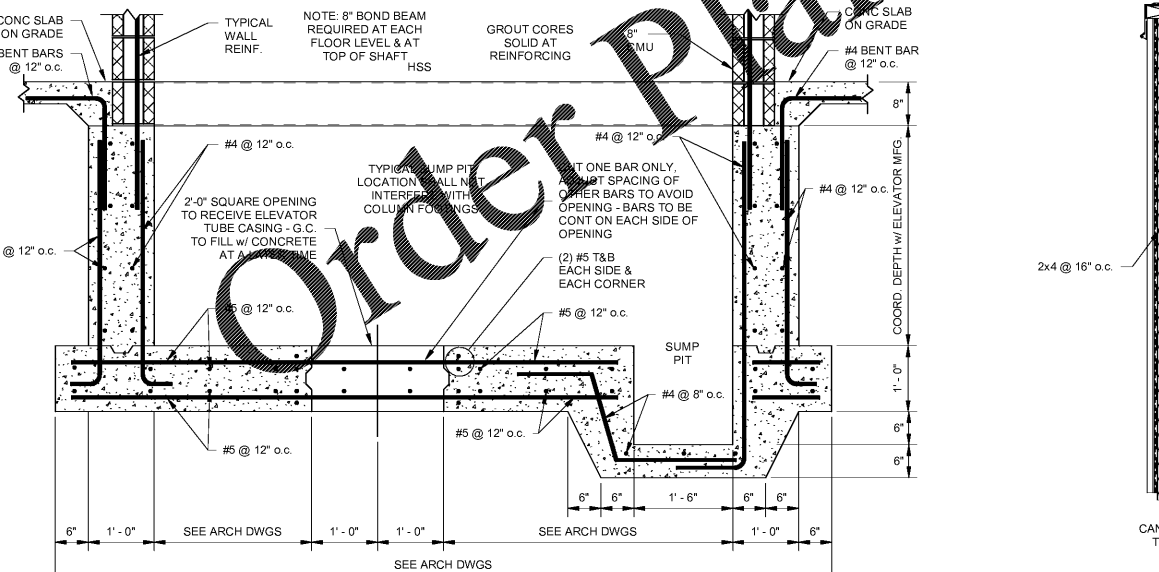 CONC SLAB
ON GRADE
BENT BARS
@ 12" o.c.
TYPICAL
WALL
REINF.
NOTE: 8" BOND BEAM
REQUIRED AT EACH
FLOOR LEVEL & AT
TOP OF SHAFT
HSS
GROUT CORES
SOLID AT
REINFORCING
8"
CMU
CONC SLAB
ON GRADE
#4 BENT BAR
@ 12" o.c.
8"
#4 @ 12" o.c.
#4 @ 12" o.c.
TYPICAL SUMP PIT
LOCATION SHALL NOT
INTERFERE WITH
COLUMN FOOTINGS
CUT ONE BAR ONLY,
ADJUST SPACING OF
OTHER BARS TO AVOID
OPENING - BARS TO BE
CONT ON EACH SIDE OF
OPENING
#4 @ 12" o.c.
2'-0" SQUARE OPENING
TO RECEIVE ELEVATOR
TUBE CASING - G.C.
TO FILL w/ CONCRETE
AT A LATER TIME
@ 12" o.c.
(2) #5 T&B
EACH SIDE &
EACH CORNER
COORD. DEPTH w/ ELEVATOR MFG.
2x4 @ 16" o.c.
#5 @ 12" o.c.
#5 @ 12" o.c.
SUMP
PIT
1' - 0"
#4 @ 8" o.c.
#5 @ 12" o.c.
#5 @ 12" o.c.
6"
6"
6"
6"
1' - 6"
6"
6"
6"
1' - 0"
SEE ARCH DWGS
1' - 0"
1' - 0"
SEE ARCH DWGS
1' - 0"
6"
SEE ARCH DWGS
CAN
T
Order Pla